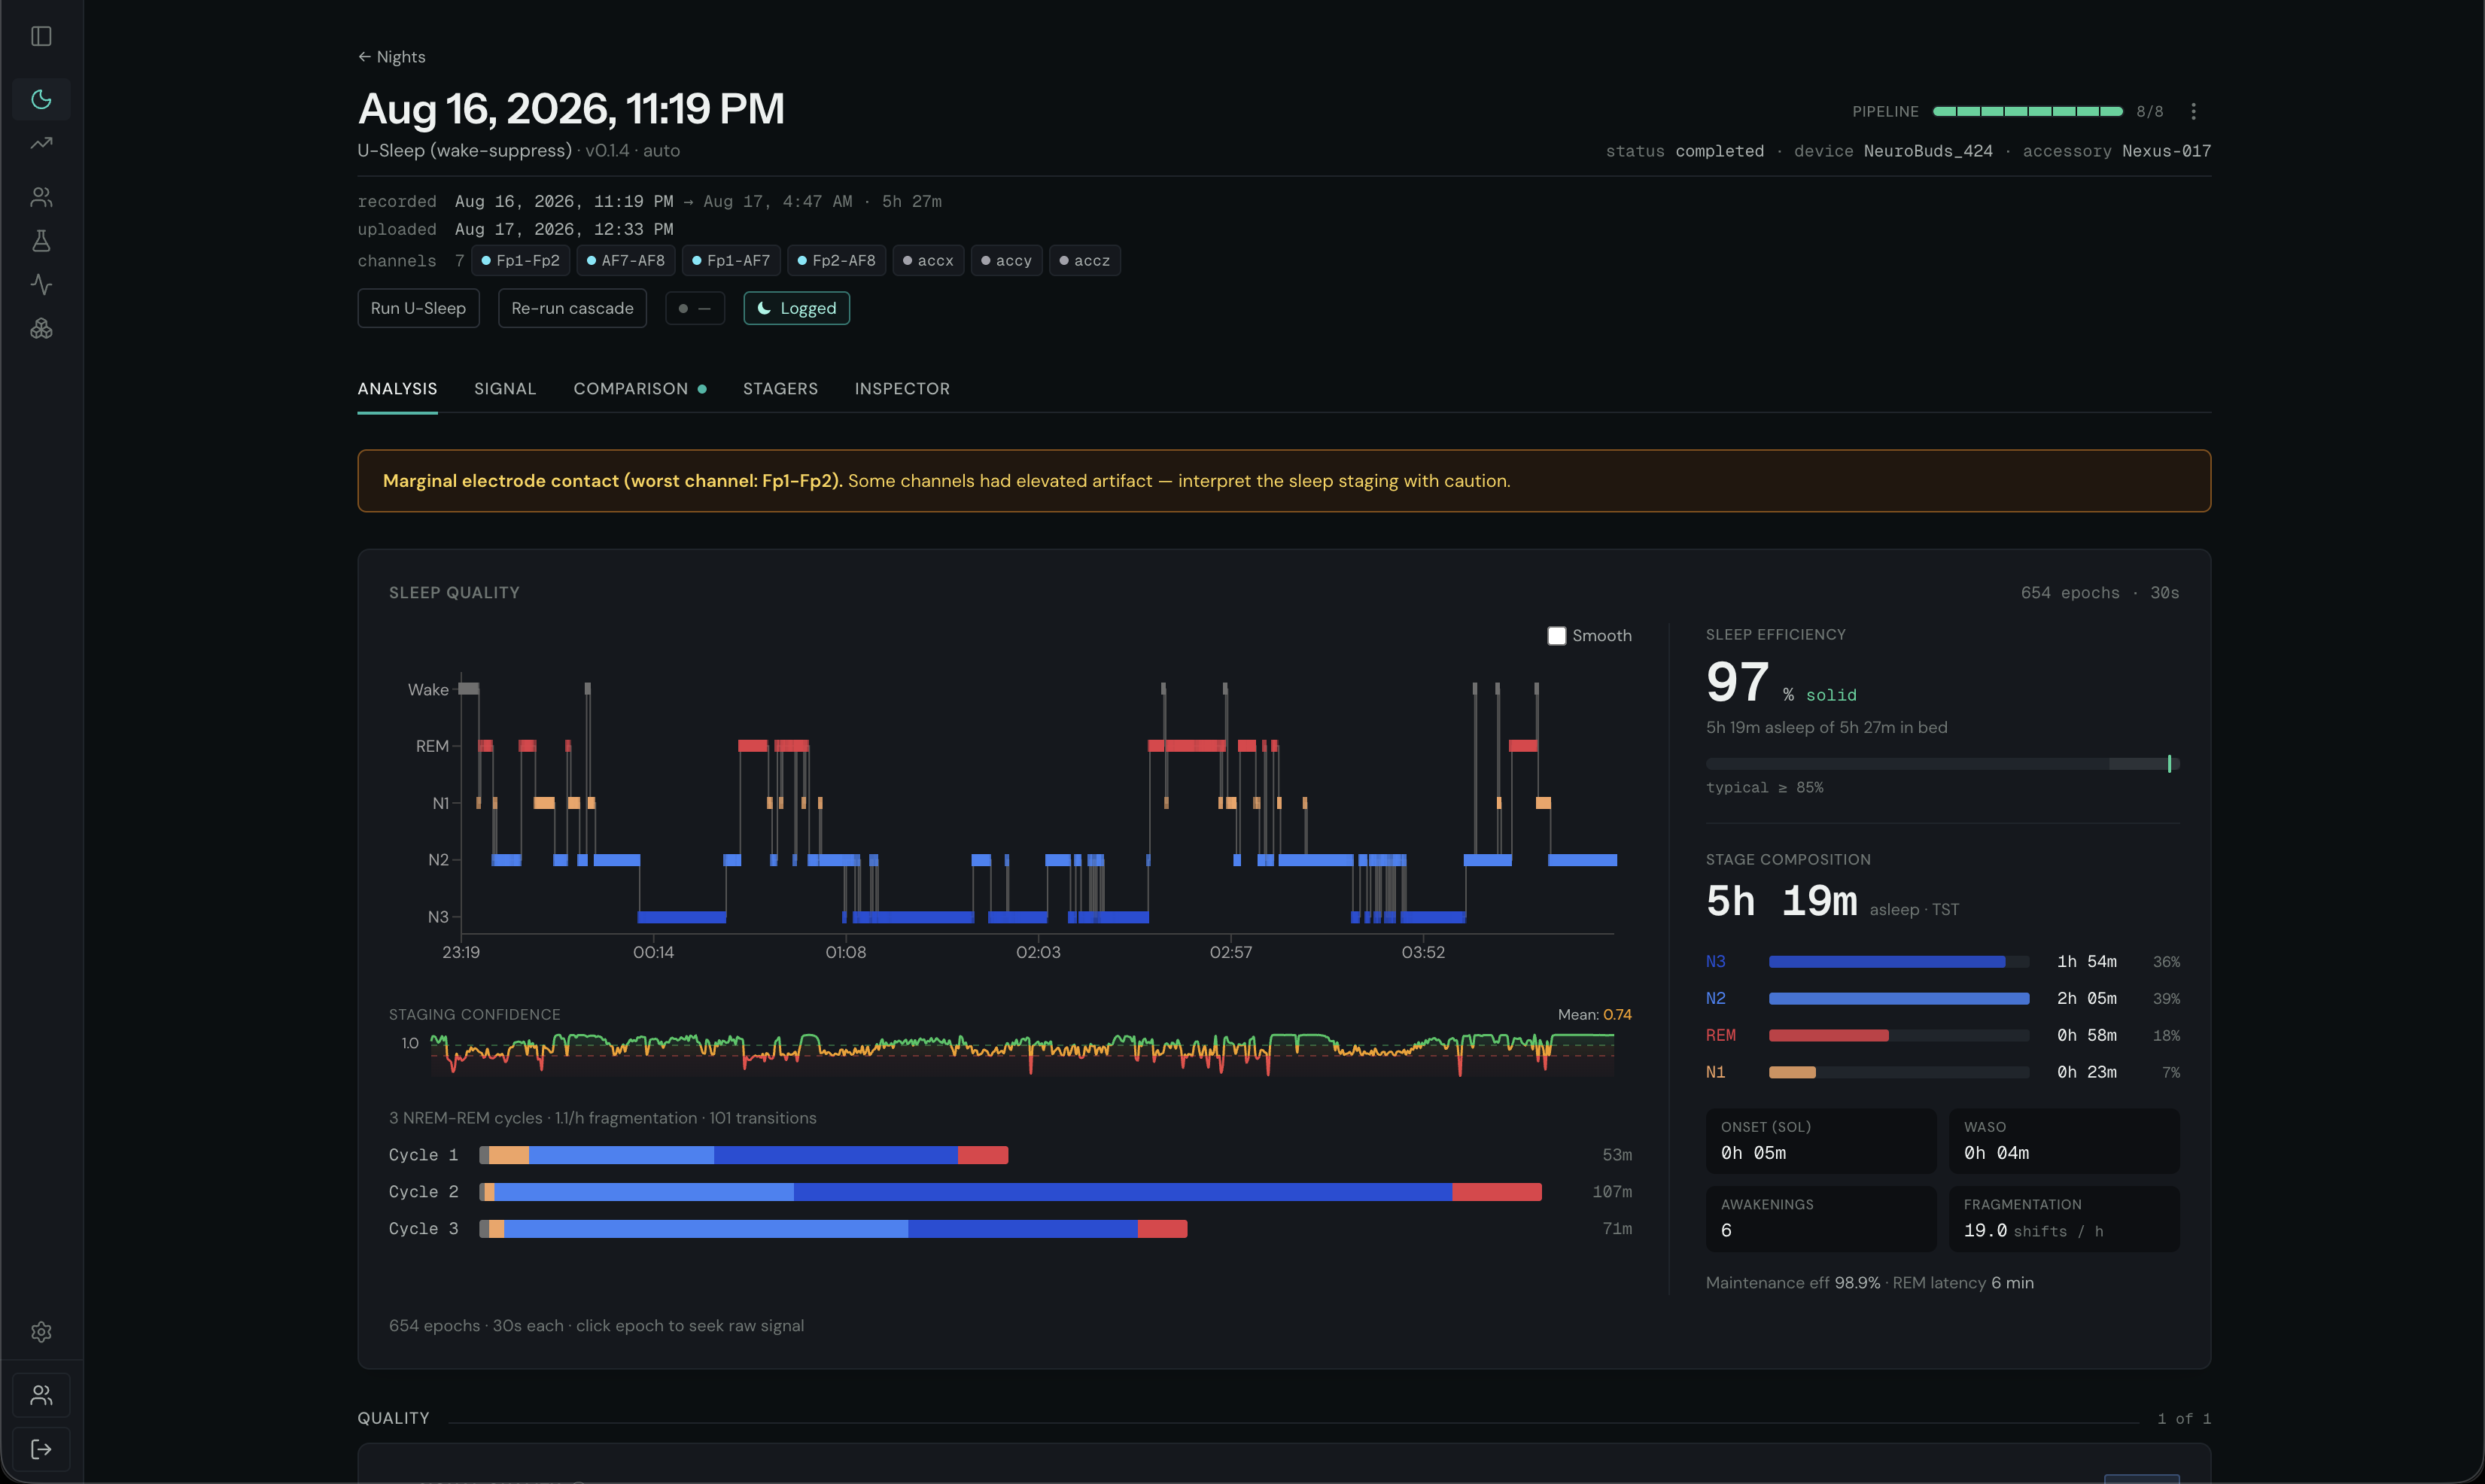 ← Nights
Aug 16, 2026, 11:19 PM
PIPELINE 8/8
U-Sleep (wake-suppress) · v0.1.4 · auto
status completed · device NeuroBuds_424 · accessory Nexus-017
recorded Aug 16, 2026, 11:19 PM → Aug 17, 4:47 AM · 5h 27m
uploaded Aug 17, 2026, 12:33 PM
channels 7 Fp1-Fp2 AF7-AF8 Fp1-AF7 Fp2-AF8 accx accy accz
Run U-Sleep Re-run cascade — Logged
ANALYSIS SIGNAL COMPARISON STAGERS INSPECTOR
Marginal electrode contact (worst channel: Fp1-Fp2). Some channels had elevated artifact — interpret the sleep staging with caution.
SLEEP QUALITY
654 epochs · 30s
Smooth
Wake
REM
N1
N2
N3
23:19 00:14 01:08 02:03 02:57 03:52
STAGING CONFIDENCE
Mean: 0.74
1.0
3 NREM-REM cycles · 1.1/h fragmentation · 101 transitions
Cycle 1 53m
Cycle 2 107m
Cycle 3 71m
654 epochs · 30s each · click epoch to seek raw signal
SLEEP EFFICIENCY
97 % solid
5h 19m asleep of 5h 27m in bed
typical ≥ 85%
STAGE COMPOSITION
5h 19m asleep · TST
N3 1h 54m 36%
N2 2h 05m 39%
REM 0h 58m 18%
N1 0h 23m 7%
ONSET (SOL)
0h 05m
WASO
0h 04m
AWAKENINGS
6
FRAGMENTATION
19.0 shifts / h
Maintenance eff 98.9% · REM latency 6 min
QUALITY
1 of 1